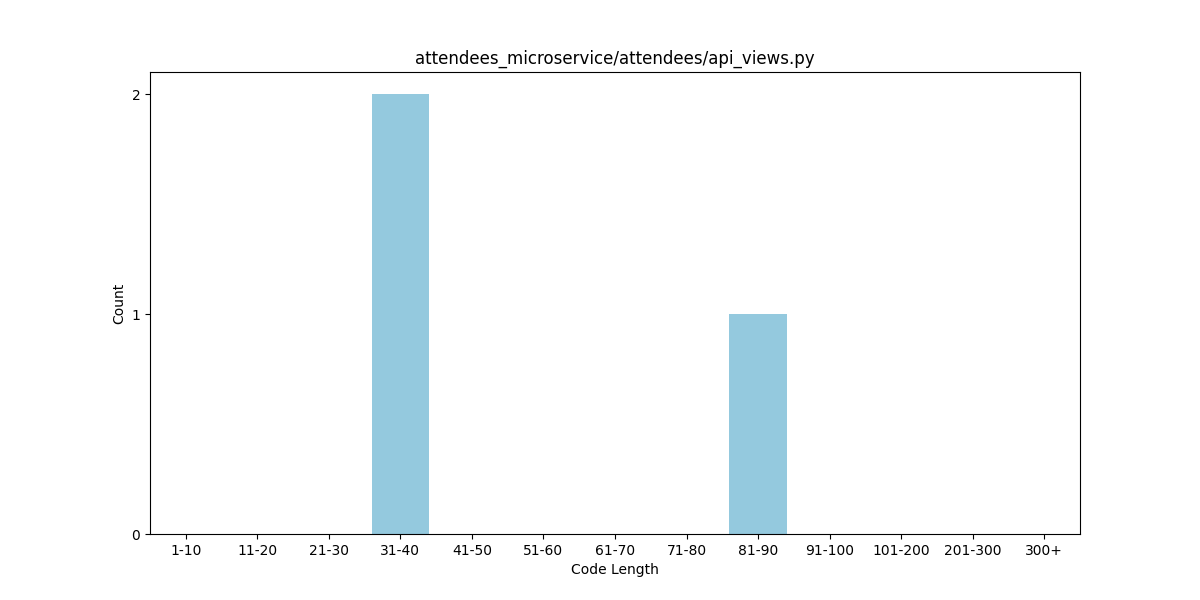 attendees_microservice/attendees/api_views.py
2
1
0
Count
1-10 11-20 21-30 31-40 41-50 51-60 61-70 71-80 81-90 91-100 101-200 201-300 300+
Code Length